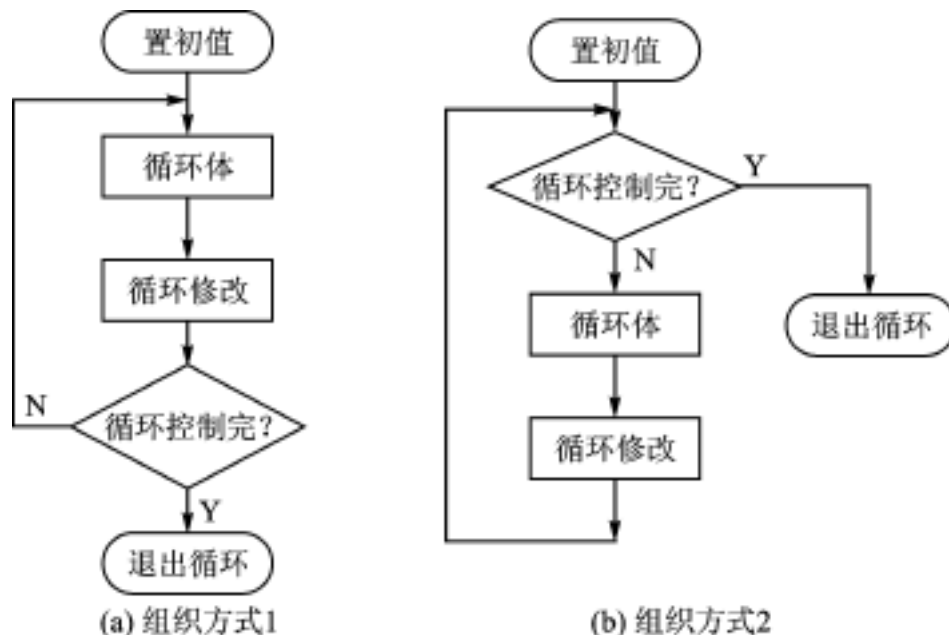 置初值
循环体
循环修改
循环控制完?
N
Y
退出循环
(a) 组织方式1
置初值
循环控制完?
Y
N
循环体
退出循环
循环修改
(b) 组织方式2